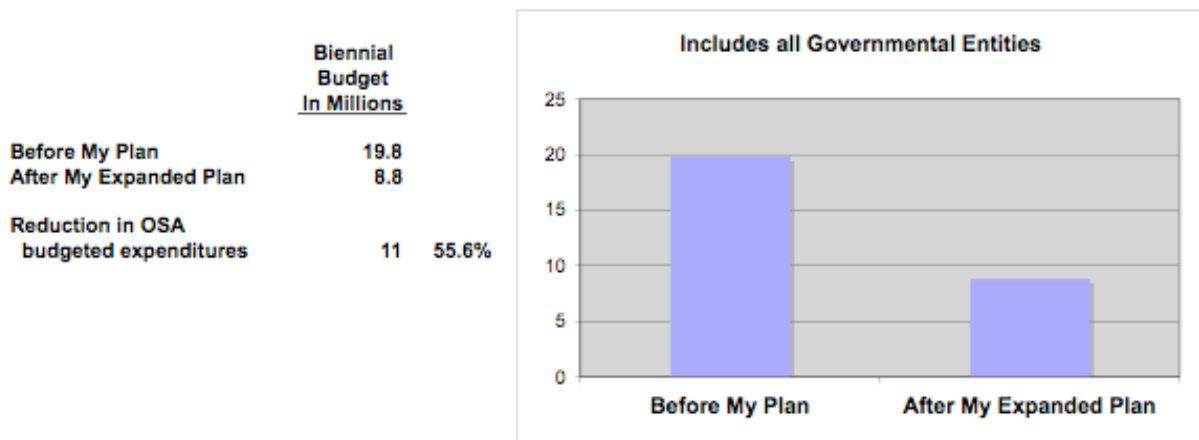 Biennial
Budget
In Millions
Before My Plan 19.8
After My Expanded Plan 8.8
Reduction in OSA
budgeted expenditures 11 55.6%
Includes all Governmental Entities
25
20
15
10
5
0
Before My Plan After My Expanded Plan